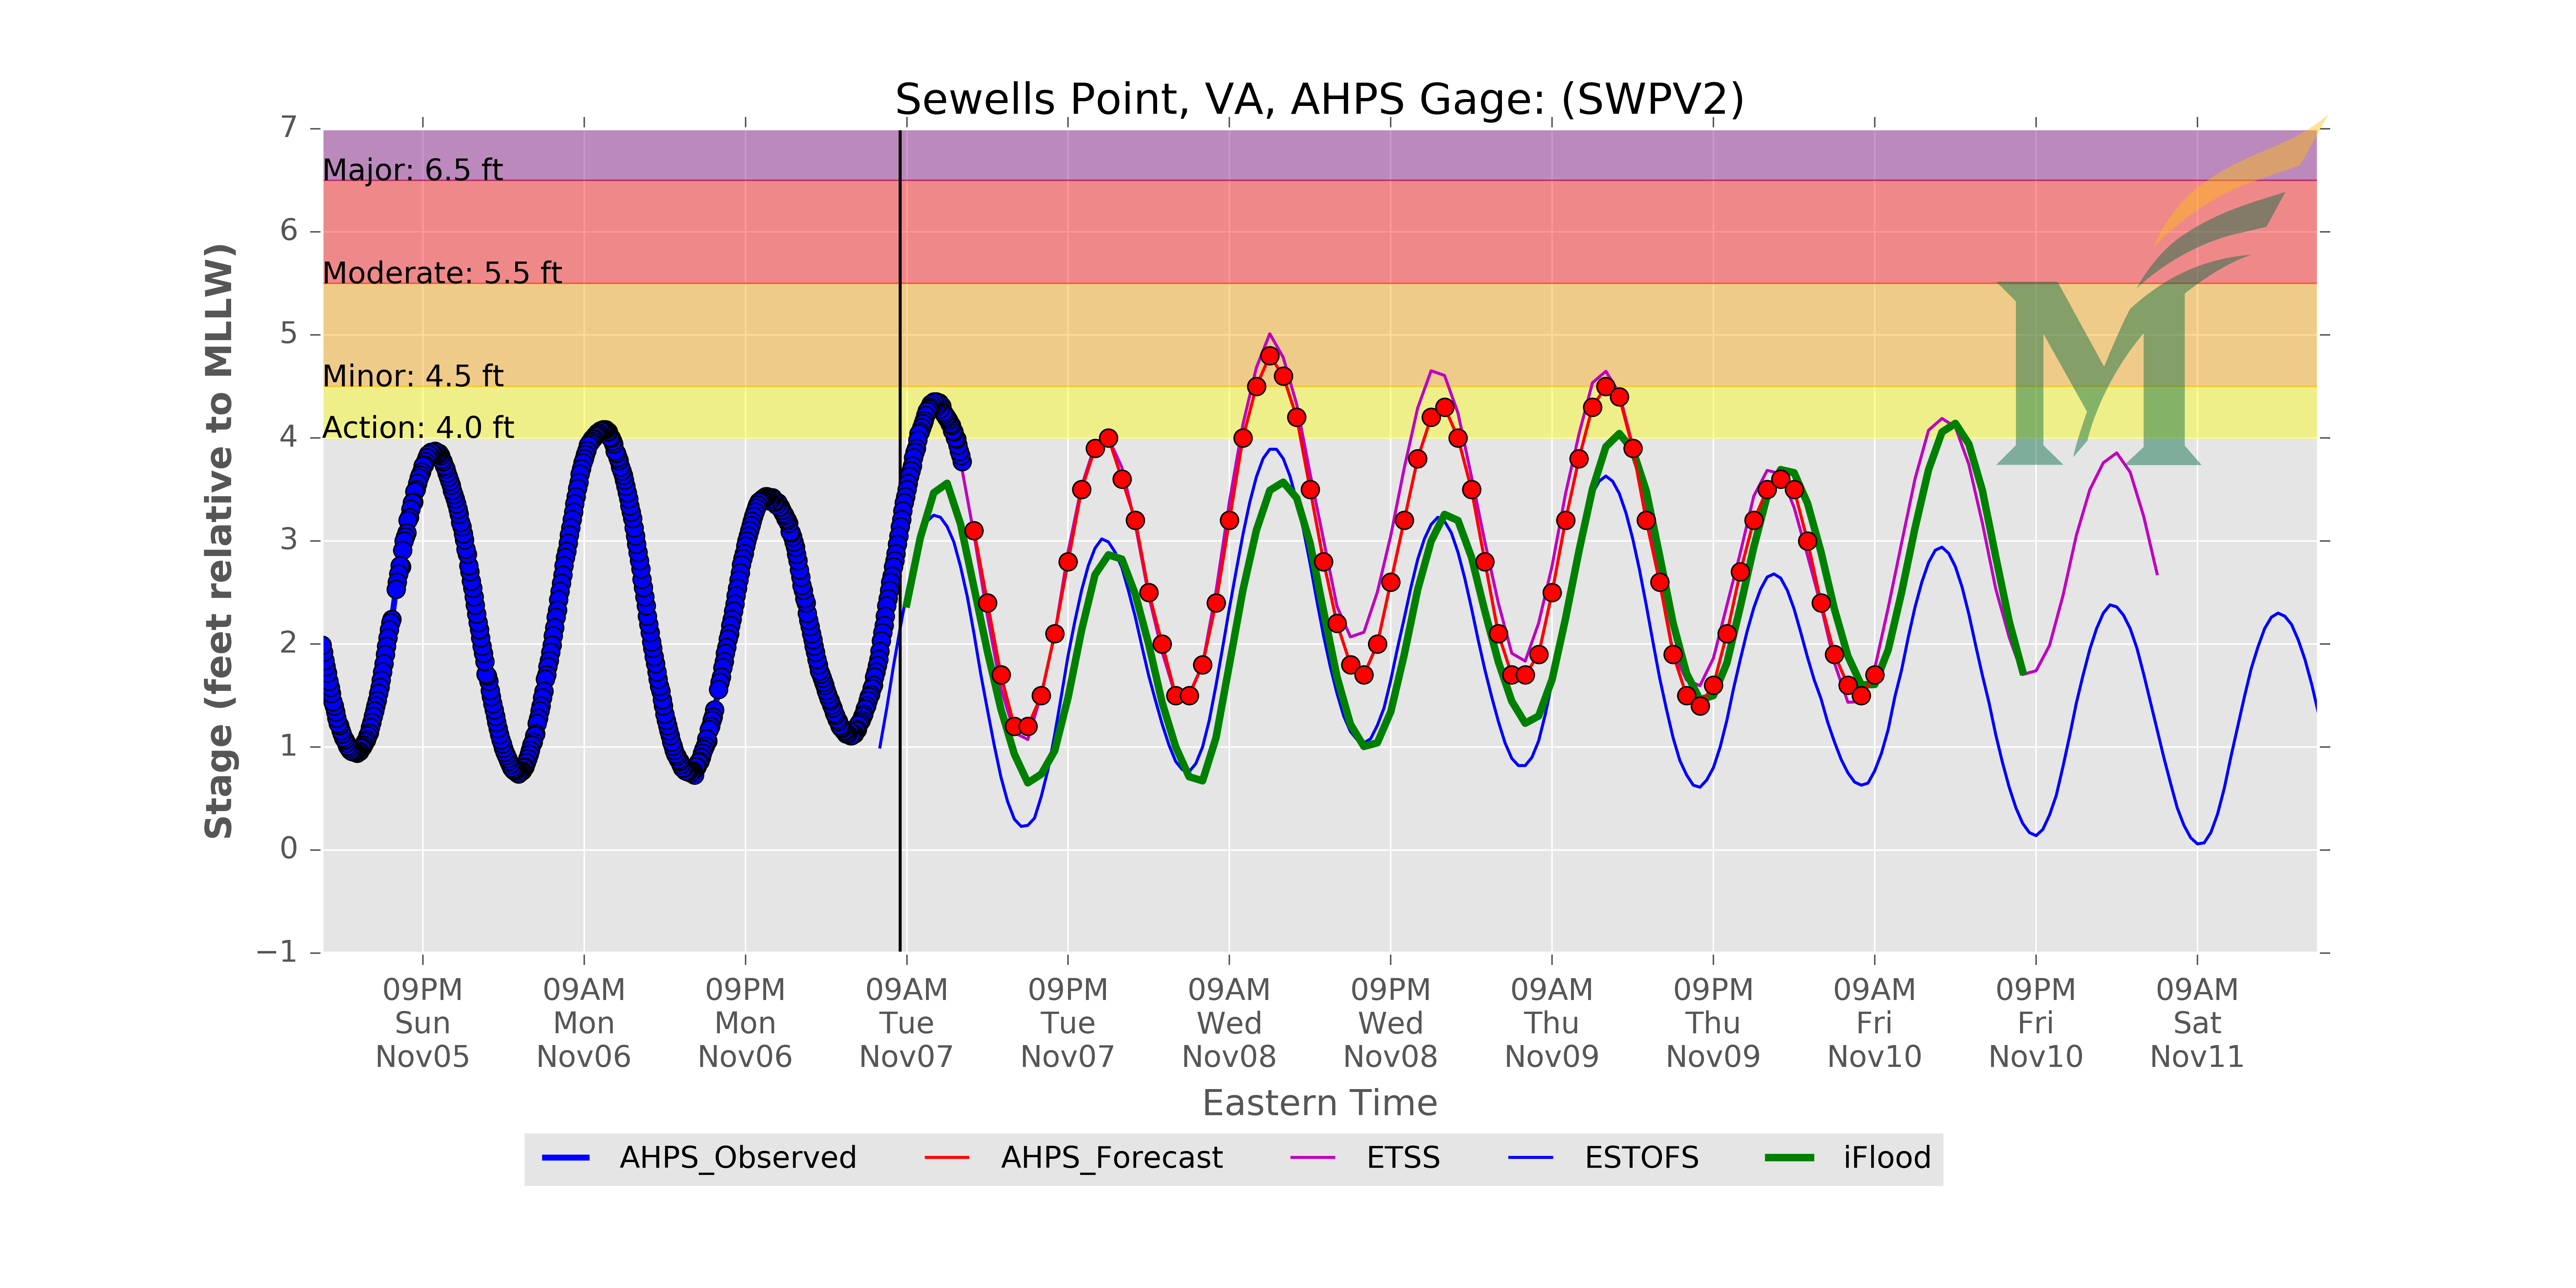 Sewells Point, VA, AHPS Gage: (SWPV2)
7
6
5
4
3
2
1
0
−1
Stage (feet relative to MLLW)
Major: 6.5 ft
Moderate: 5.5 ft
Minor: 4.5 ft
Action: 4.0 ft
M
09PM 09AM 09PM 09AM 09PM 09AM 09PM 09AM 09PM 09AM 09PM 09AM
Sun Mon Mon Tue Tue Wed Wed Thu Thu Fri Fri Sat
Nov05 Nov06 Nov06 Nov07 Nov07 Nov08 Nov08 Nov09 Nov09 Nov10 Nov10 Nov11
Eastern Time
AHPS_Observed AHPS_Forecast ETSS ESTOFS iFlood